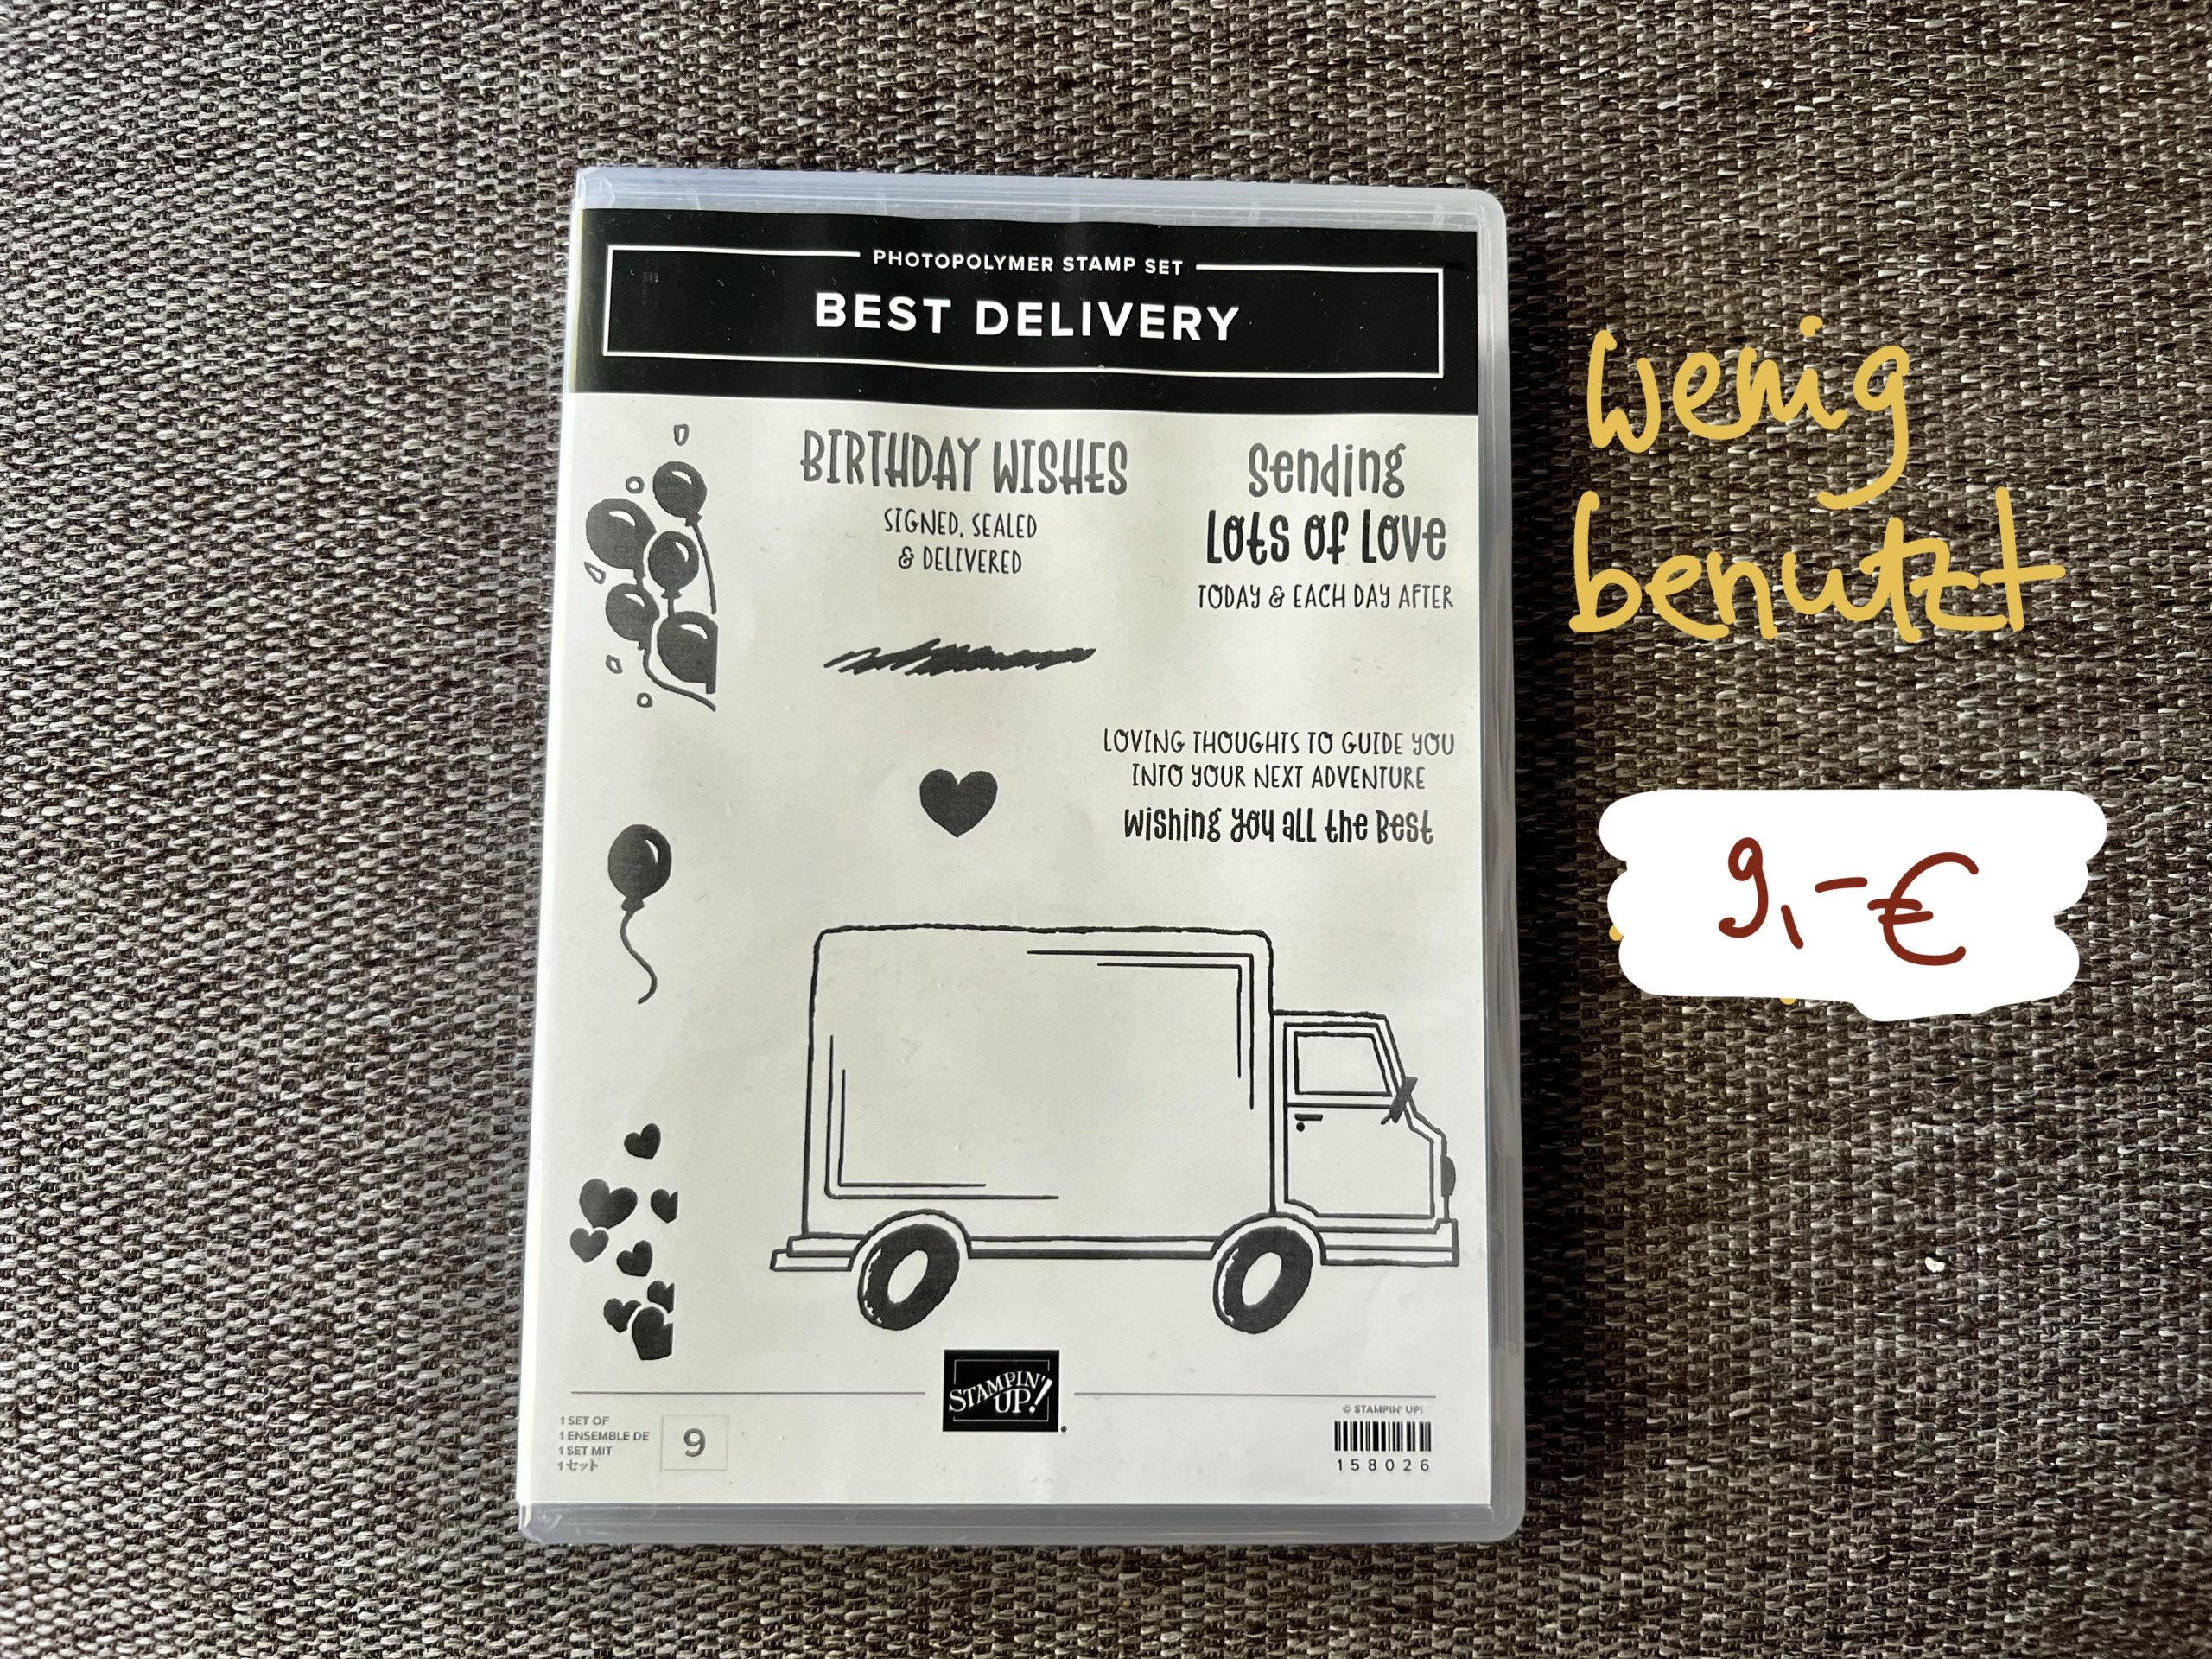 PHOTOPOLYMER STAMP SET
BEST DELIVERY
BIRTHDAY WISHES
SIGNED, SEALED
& DELIVERED
Sending
Lots of Love
TODAY & EACH DAY AFTER
LOVING THOUGHTS TO GUIDE YOU
INTO YOUR NEXT ADVENTURE
Wishing you all the Best
STAMPIN'
UP!
1 SET OF
1 ENSEMBLE DE
1 SET MIT
1セット
9
© STAMPIN' UP!
158026
wenig
benutzt
9,-€